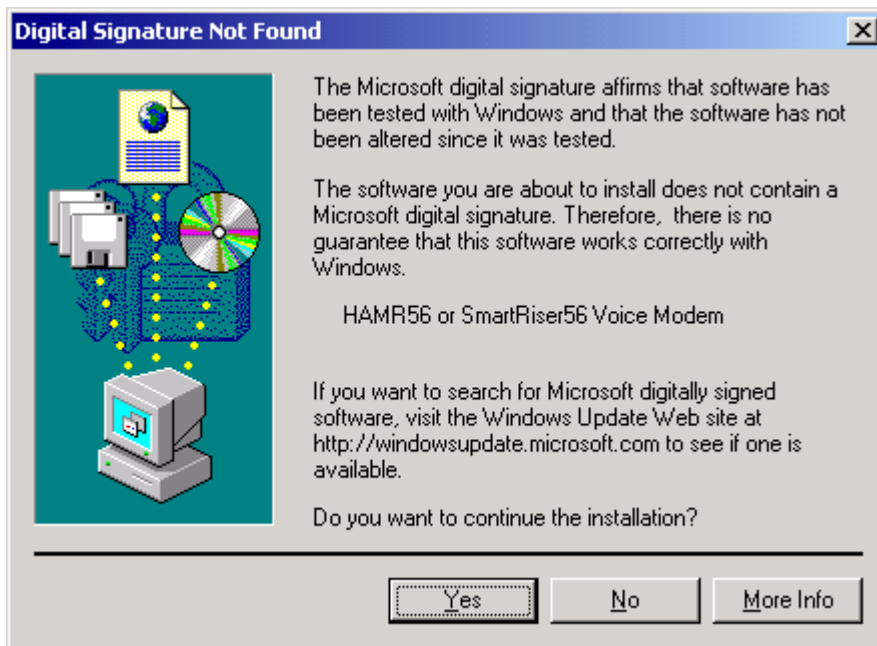 Digital Signature Not Found
The Microsoft digital signature affirms that software has
been tested with Windows and that the software has not
been altered since it was tested.
The software you are about to install does not contain a
Microsoft digital signature. Therefore,  there is no
guarantee that this software works correctly with
Windows.
HAMR56 or SmartRiser56 Voice Modem
If you want to search for Microsoft digitally signed
software, visit the Windows Update Web site at
http://windowsupdate.microsoft.com to see if one is
available.
Do you want to continue the installation?
Yes No More Info